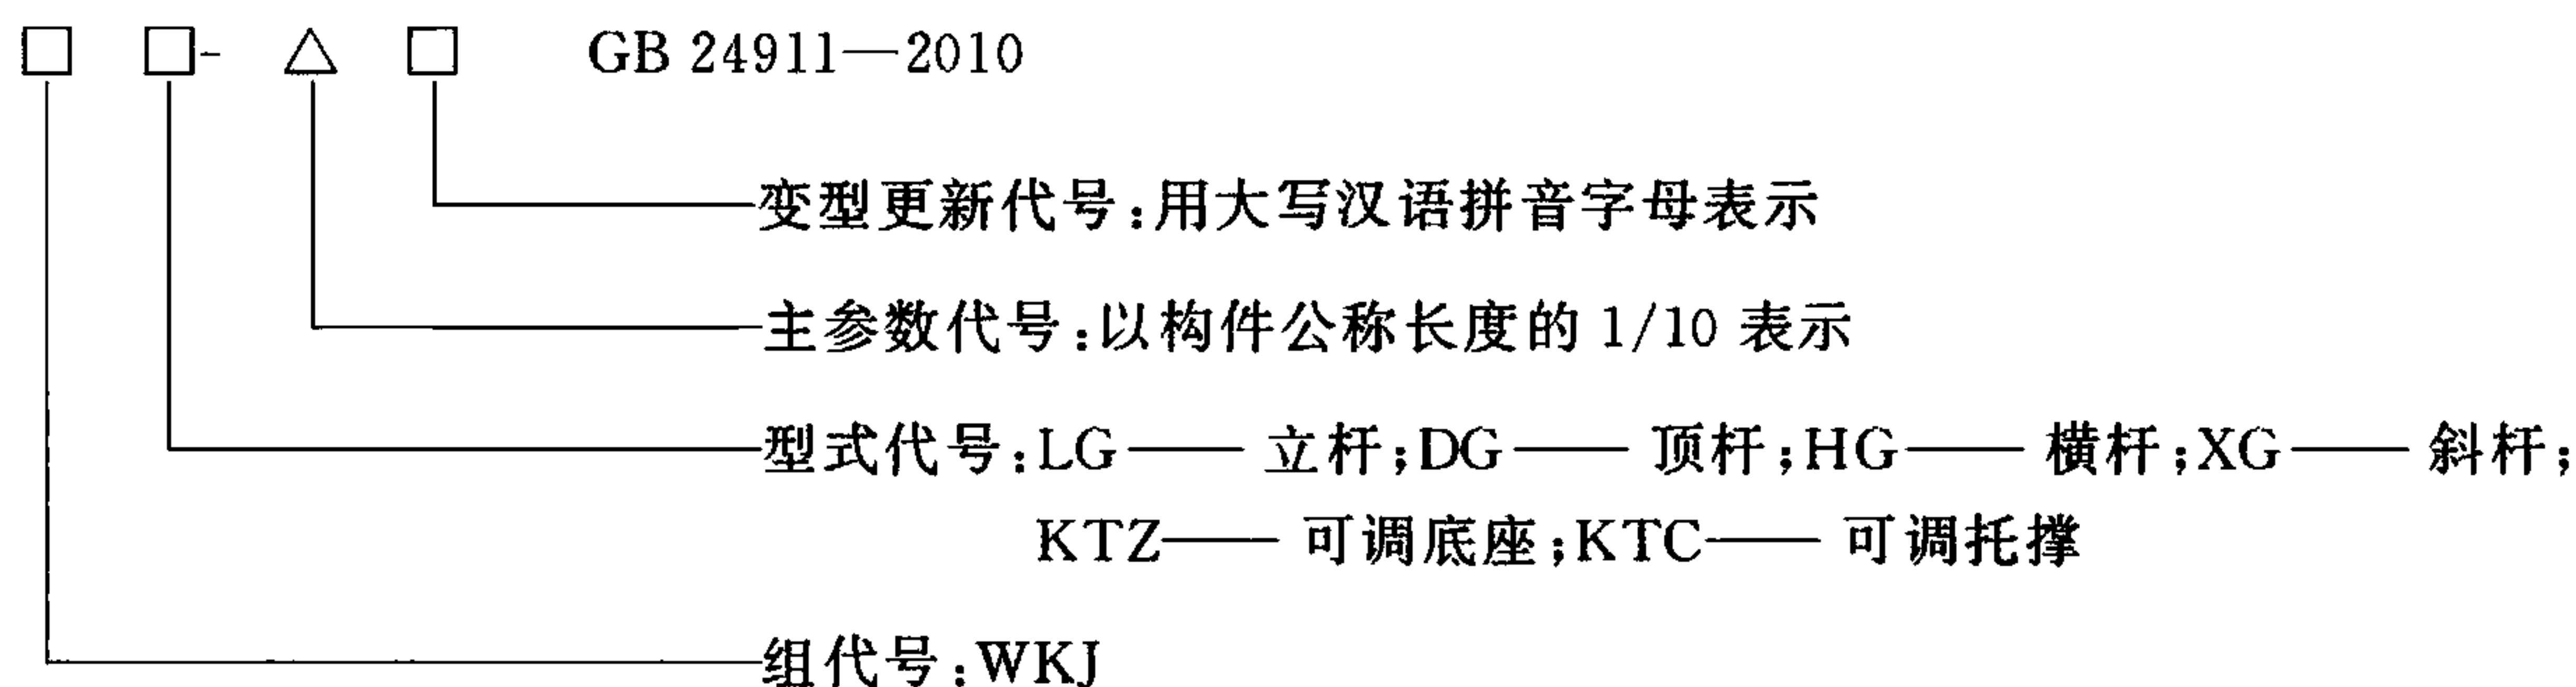 □ □- △ □ GB 24911—2010
变型更新代号:用大写汉语拼音字母表示
主参数代号:以构件公称长度的 1/10 表示
型式代号:LG—— 立杆;DG—— 顶杆;HG—— 横杆;XG—— 斜杆;
KTZ—— 可调底座;KTC—— 可调托撑
组代号:WKJ